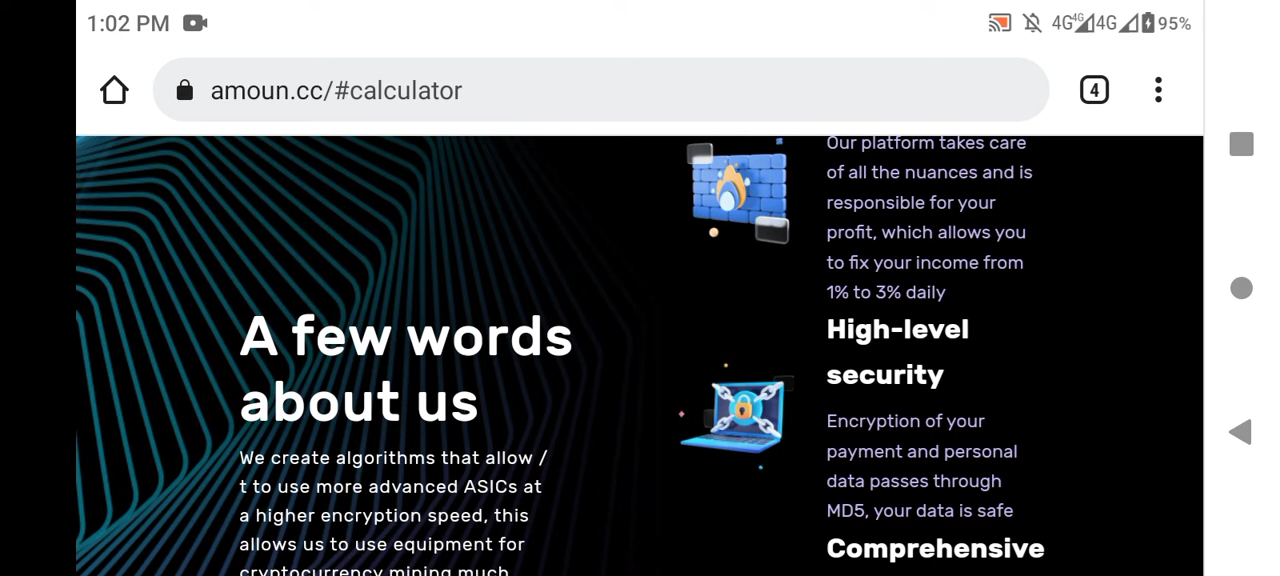 1:02 PM
4G 4G 4G 95%
amoun.cc/#calculator
4
Our platform takes care
of all the nuances and is
responsible for your
profit, which allows you
to fix your income from
1% to 3% daily
High-level
security
Encryption of your
payment and personal
data passes through
MD5, your data is safe
Comprehensive
A few words
about us
We create algorithms that allow /
t to use more advanced ASICs at
a higher encryption speed, this
allows us to use equipment for
cryptocurrency mining much